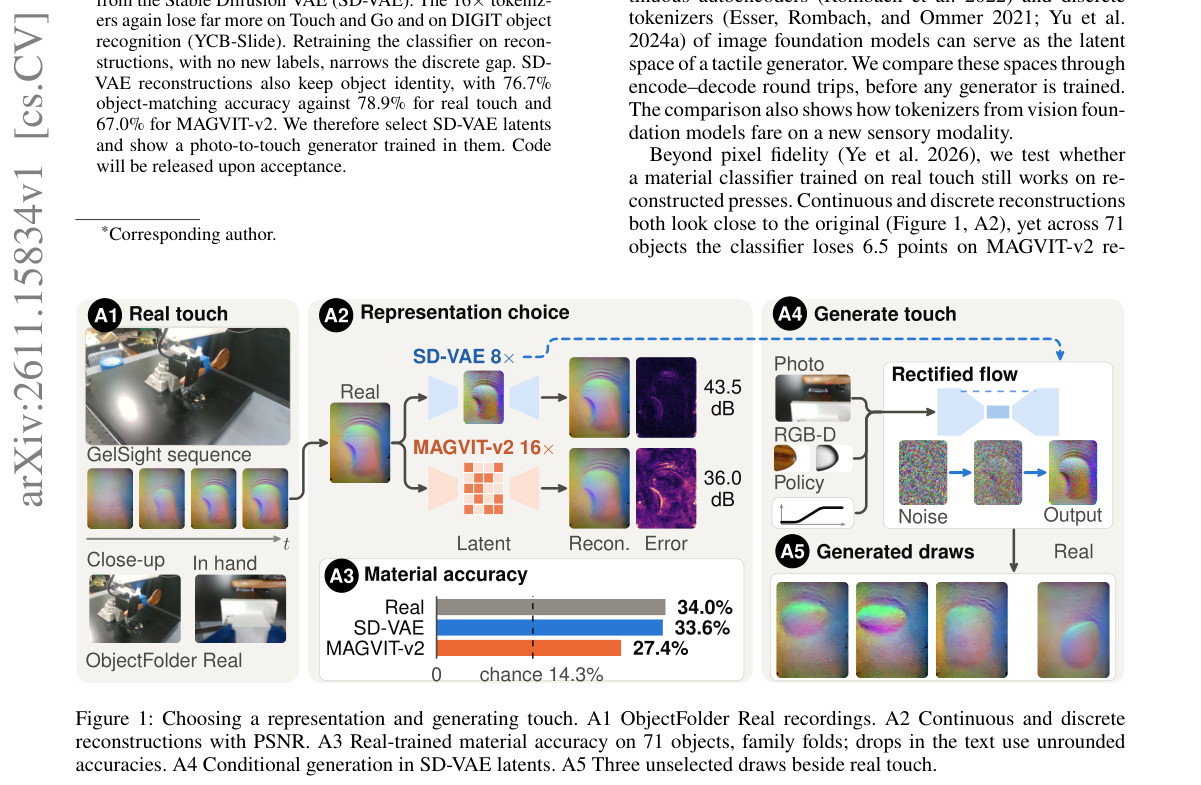 arXiv:2611.15834v1 [cs.CV]
from the Stable Diffusion VAE (SD-VAE). The 16× tokeniz-
ers again lose far more on Touch and Go and on DIGIT object
recognition (YCB-Slide). Retraining the classifier on recon-
structions, with no new labels, narrows the discrete gap. SD-
VAE reconstructions also keep object identity, with 76.7%
object-matching accuracy against 78.9% for real touch and
67.0% for MAGVIT-v2. We therefore select SD-VAE latents
and show a photo-to-touch generator trained in them. Code
will be released upon acceptance.
*Corresponding author.
tinuous autoencoders (Rombach et al. 2022) and discrete
tokenizers (Esser, Rombach, and Ommer 2021; Yu et al.
2024a) of image foundation models can serve as the latent
space of a tactile generator. We compare these spaces through
encode–decode round trips, before any generator is trained.
The comparison also shows how tokenizers from vision foun-
dation models fare on a new sensory modality.
Beyond pixel fidelity (Ye et al. 2026), we test whether
a material classifier trained on real touch still works on re-
constructed presses. Continuous and discrete reconstructions
both look close to the original (Figure 1, A2), yet across 71
objects the classifier loses 6.5 points on MAGVIT-v2 re-
A1 Real touch
GelSight sequence
t
Close-up In hand
ObjectFolder Real
A2 Representation choice
SD-VAE 8×
Real
43.5
dB
MAGVIT-v2 16×
36.0
dB
Latent Recon. Error
A3 Material accuracy
Real 34.0%
SD-VAE 33.6%
MAGVIT-v2 27.4%
0 chance 14.3%
A4 Generate touch
Photo
Rectified flow
RGB-D
Policy
Noise Output
A5 Generated draws Real
Figure 1: Choosing a representation and generating touch. A1 ObjectFolder Real recordings. A2 Continuous and discrete
reconstructions with PSNR. A3 Real-trained material accuracy on 71 objects, family folds; drops in the text use unrounded
accuracies. A4 Conditional generation in SD-VAE latents. A5 Three unselected draws beside real touch.